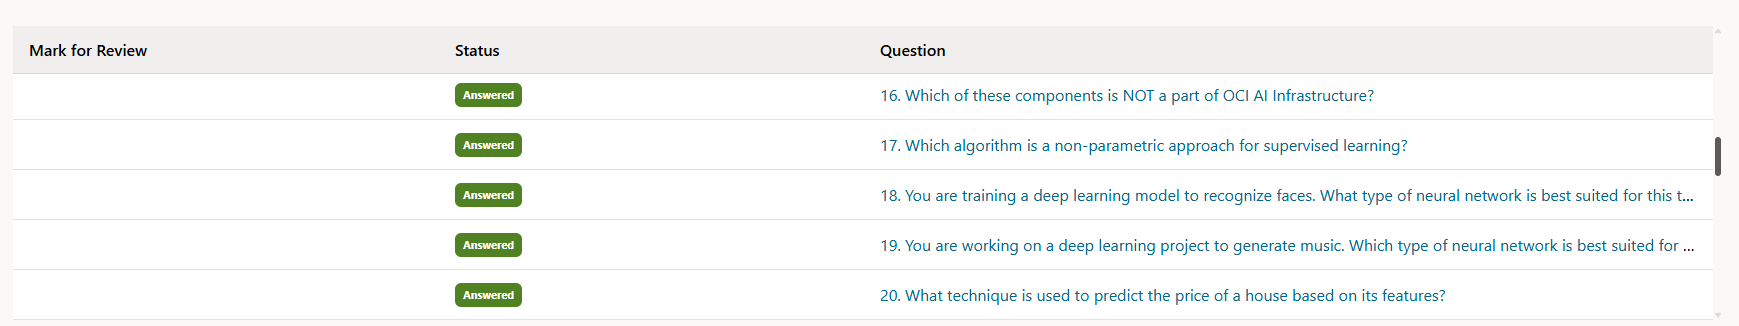 Mark for Review Status Question
Answered 16. Which of these components is NOT a part of OCI AI Infrastructure?
Answered 17. Which algorithm is a non-parametric approach for supervised learning?
Answered 18. You are training a deep learning model to recognize faces. What type of neural network is best suited for this t...
Answered 19. You are working on a deep learning project to generate music. Which type of neural network is best suited for ...
Answered 20. What technique is used to predict the price of a house based on its features?